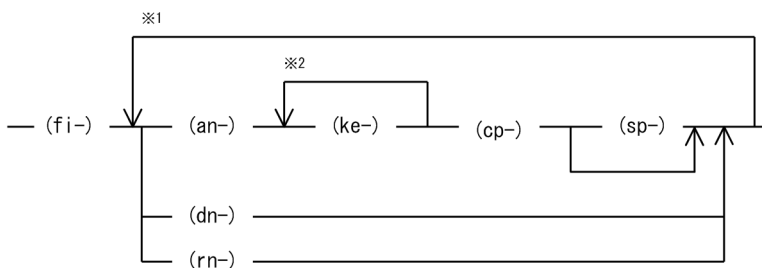 ※1
※2
(fi-) (an-) (ke-) (cp-) (sp-)
(dn-)
(rn-)